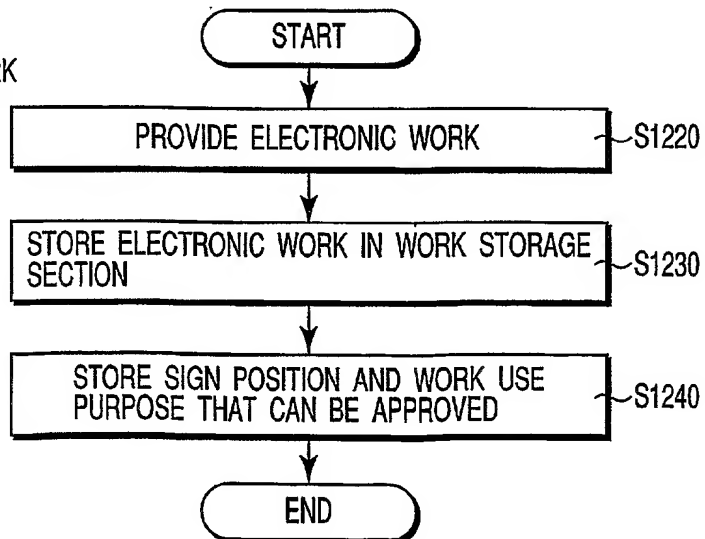 START
RK
PROVIDE ELECTRONIC WORK
S1220
STORE ELECTRONIC WORK IN WORK STORAGE
SECTION
S1230
STORE SIGN POSITION AND WORK USE
PURPOSE THAT CAN BE APPROVED
S1240
END